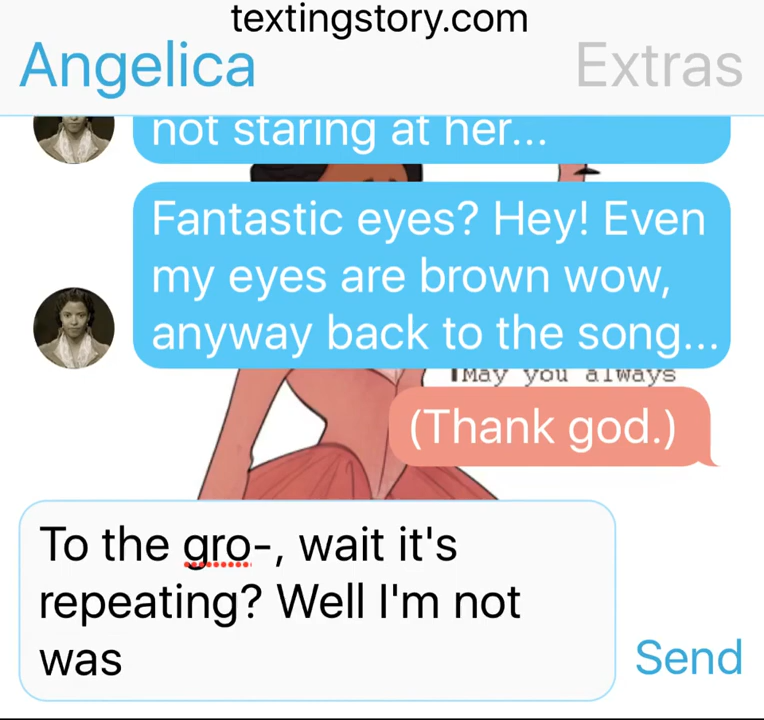 textingstory.com
Angelica
Extras
not staring at her...
Fantastic eyes? Hey! Even
my eyes are brown wow,
anyway back to the song...
May you always
(Thank god.)
To the gro-, wait it's
repeating? Well I'm not
was
Send